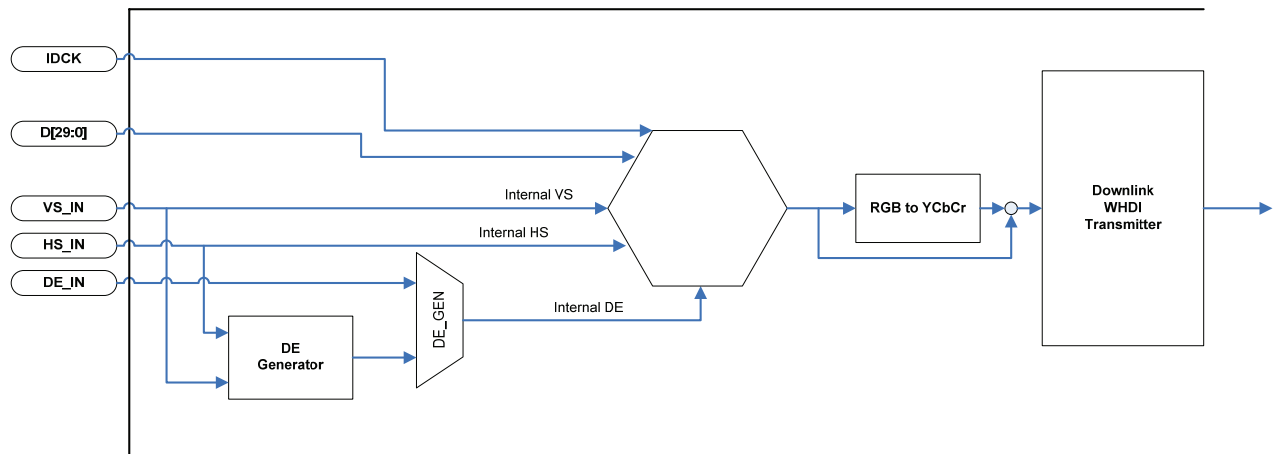 IDCK
D[29:0]
VS_IN
HS_IN
DE_IN
Internal VS
Internal HS
Internal DE
DE
Generator
DE_GEN
RGB to YCbCr
Downlink
WHDI
Transmitter